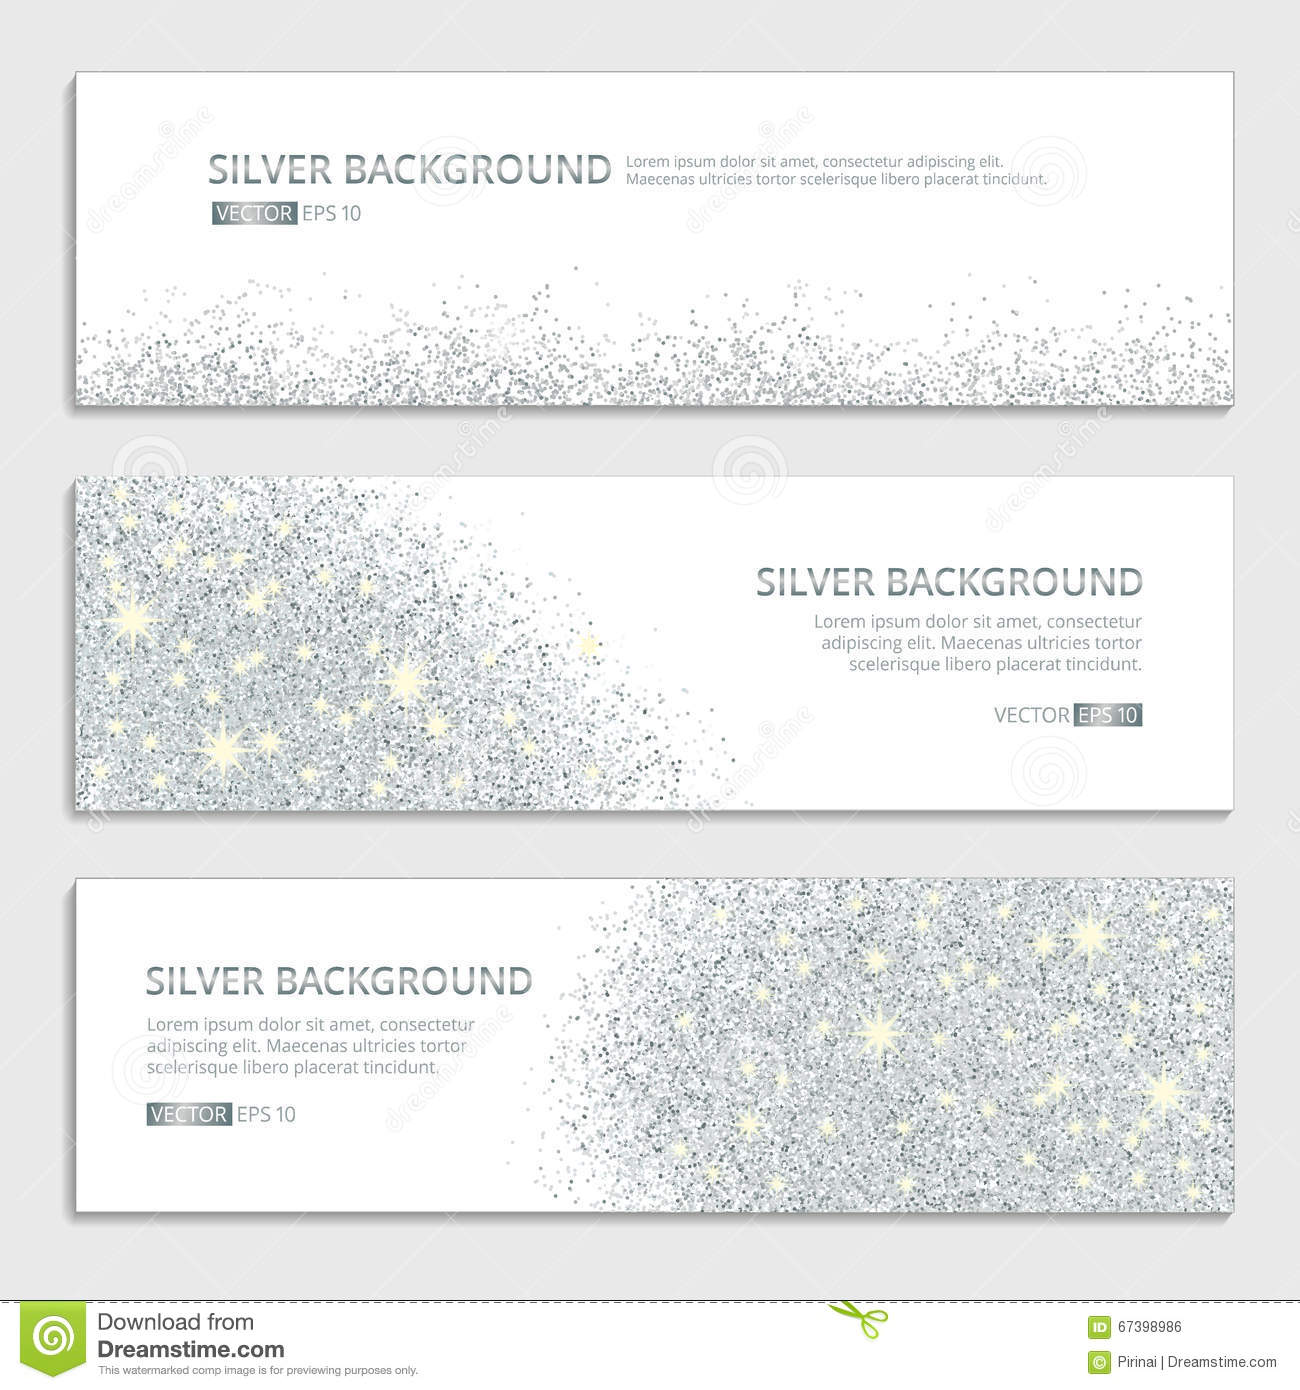 SILVER BACKGROUND
Lorem ipsum dolor sit amet, consectetur adipiscing elit.
Maecenas ultricies tortor scelerisque libero placerat tincidunt.
VECTOR EPS 10
SILVER BACKGROUND
Lorem ipsum dolor sit amet, consectetur
adipiscing elit. Maecenas ultricies tortor
scelerisque libero placerat tincidunt.
VECTOR EPS 10
SILVER BACKGROUND
Lorem ipsum dolor sit amet, consectetur
adipiscing elit. Maecenas ultricies tortor
scelerisque libero placerat tincidunt.
VECTOR EPS 10
Download from
Dreamstime.com
This watermarked comp image is for previewing purposes only.
ID 67398986
© Pirinai | Dreamstime.com